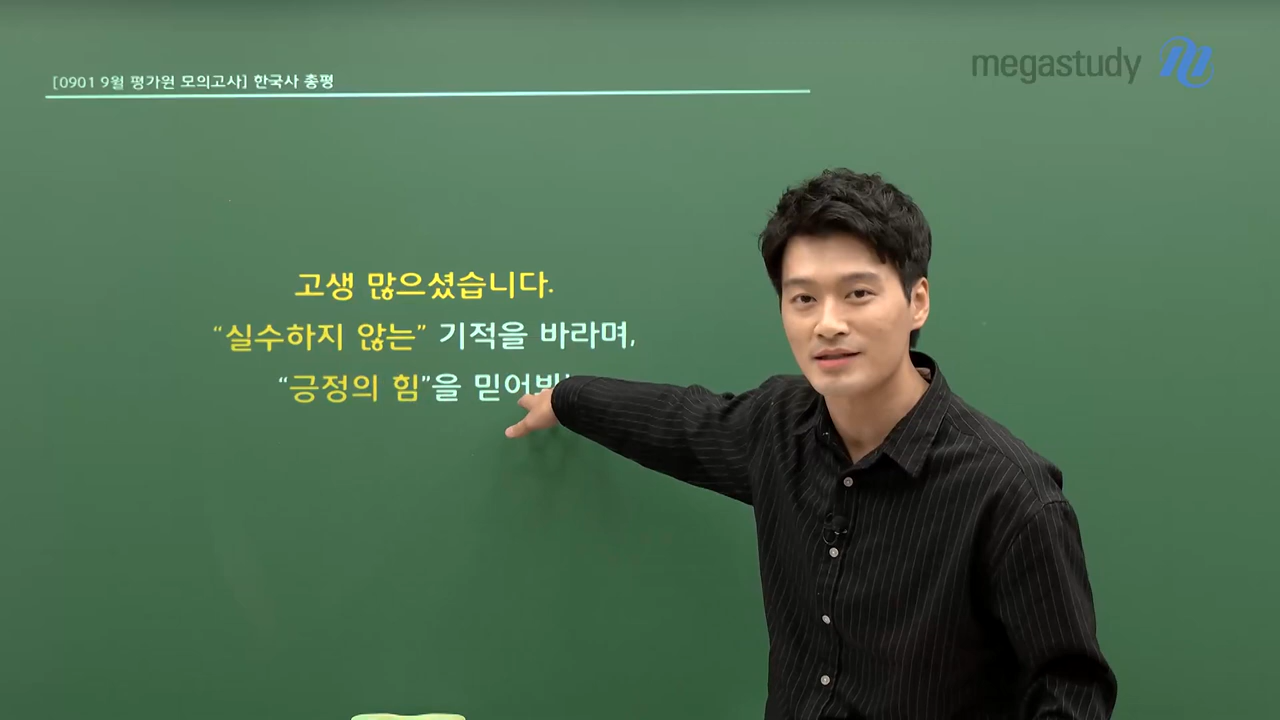 [0901 9월 평가원 모의고사] 한국사 총평
megastudy
고생 많으셨습니다.
“실수하지 않는” 기적을 바라며,
“긍정의 힘”을